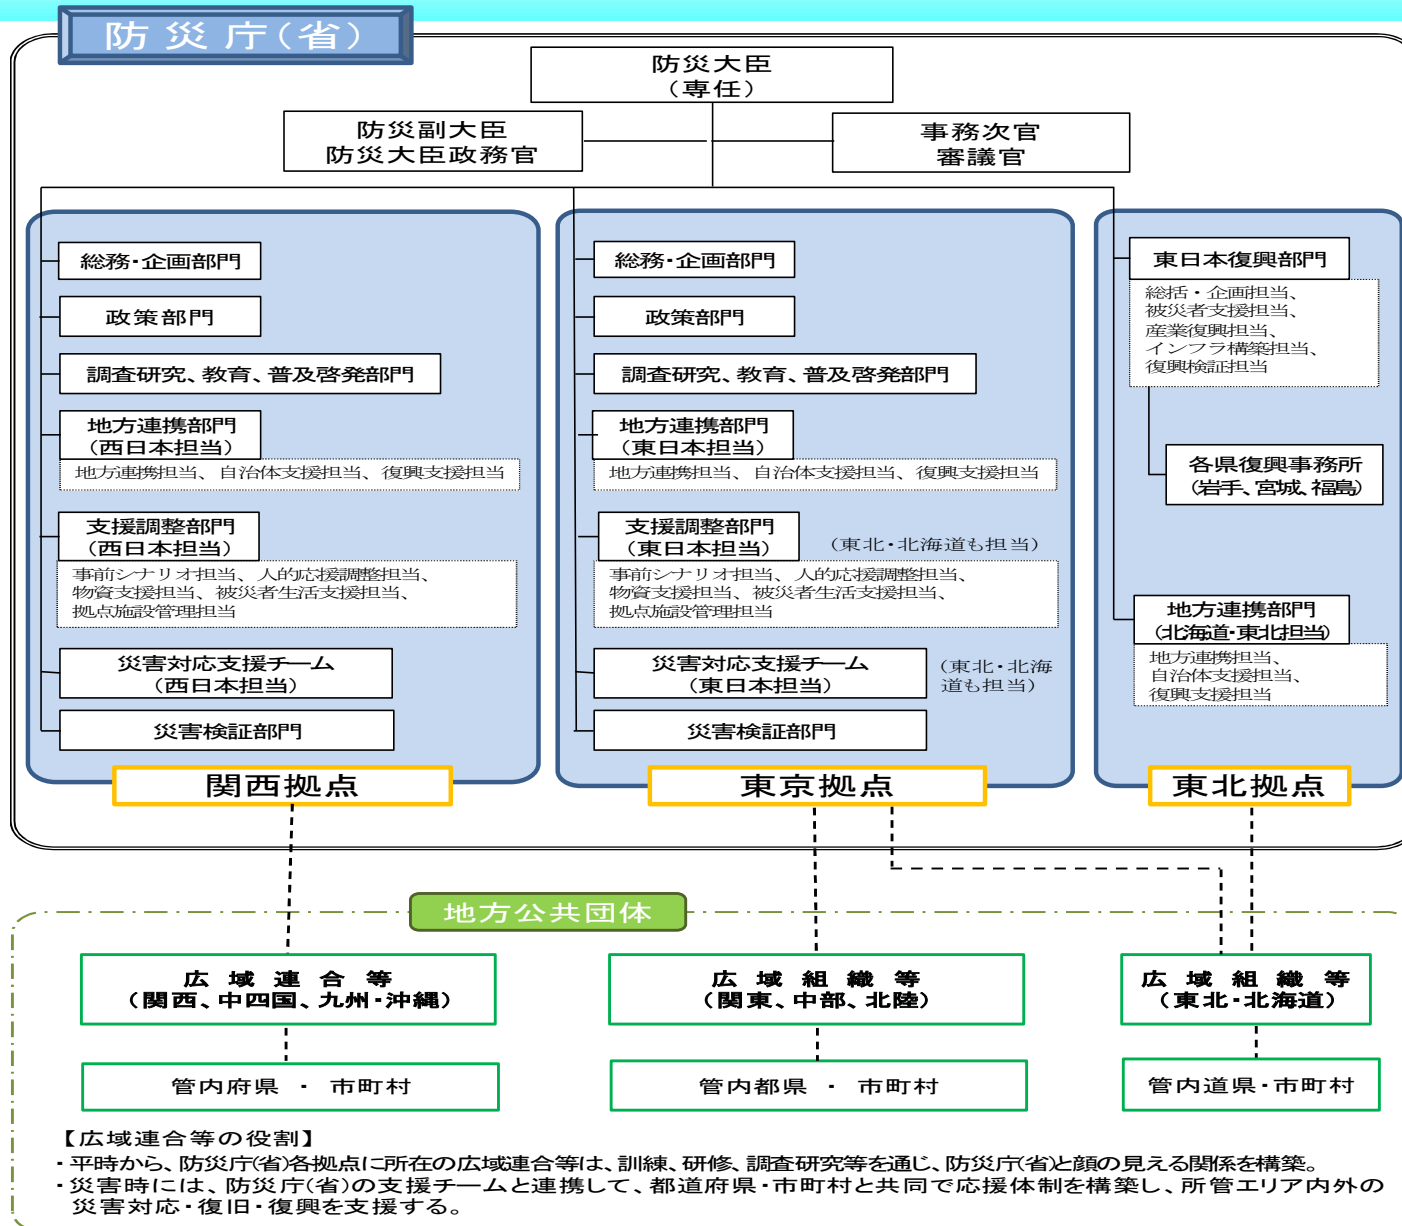 防災庁(省)
防災大臣
(専任)
防災副大臣
防災大臣政務官
事務次官
審議官
総務・企画部門
政策部門
調査研究、教育、普及啓発部門
地方連携部門
(西日本担当)
地方連携担当、自治体支援担当、復興支援担当
支援調整部門
(西日本担当)
事前シナリオ担当、人的応援調整担当、
物資支援担当、被災者生活支援担当、
拠点施設管理担当
災害対応支援チーム
(西日本担当)
災害検証部門
関西拠点
総務・企画部門
政策部門
調査研究、教育、普及啓発部門
地方連携部門
(東日本担当)
地方連携担当、自治体支援担当、復興支援担当
支援調整部門
(東日本担当)
(東北・北海道も担当)
事前シナリオ担当、人的応援調整担当、
物資支援担当、被災者生活支援担当、
拠点施設管理担当
災害対応支援チーム
(東日本担当)
(東北・北海
道も担当)
災害検証部門
東京拠点
東日本復興部門
総括・企画担当、
被災者支援担当、
産業復興担当、
インフラ構築担当、
復興検証担当
各県復興事務所
(岩手、宮城、福島)
地方連携部門
(北海道・東北担当)
地方連携担当、
自治体支援担当、
復興支援担当
東北拠点
地方公共団体
広域連合等
(関西、中四国、九州・沖縄)
管内府県 ・ 市町村
広域組織等
(関東、中部、北陸)
管内都県 ・ 市町村
広域組織等
(東北・北海道)
管内道県・市町村
【広域連合等の役割】
・平時から、防災庁(省)各拠点に所在の広域連合等は、訓練、研修、調査研究等を通じ、防災庁(省)と顔の見える関係を構築。
・災害時には、防災庁(省)の支援チームと連携して、都道府県・市町村と共同で応援体制を構築し、所管エリア内外の
災害対応・復旧・復興を支援する。